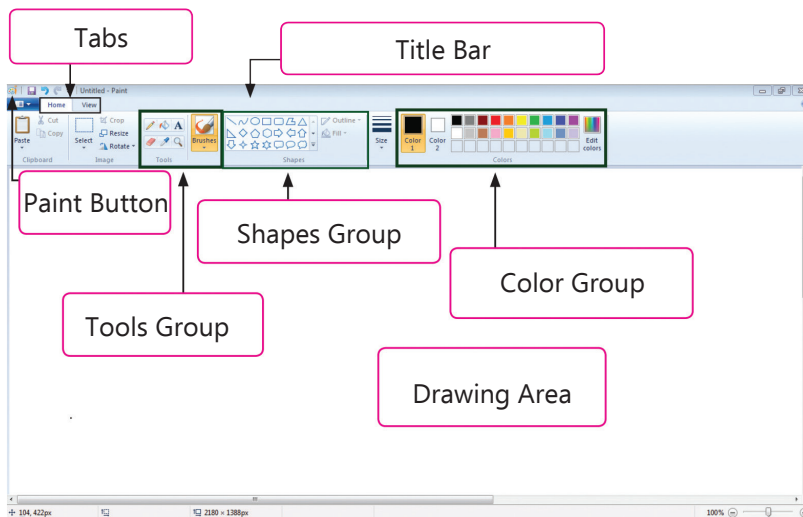 Tabs
Title Bar
Untitled - Paint
Home View
Paste
Cut
Copy
Clipboard
Select
Crop
Resize
Rotate
Image
A
Tools
Brushes
Outline
Fill
Shapes
Size
Color 1
Color 2
Edit colors
Colors
Paint Button
Shapes Group
Color Group
Tools Group
Drawing Area
104, 422px
2180 × 1388px
100%